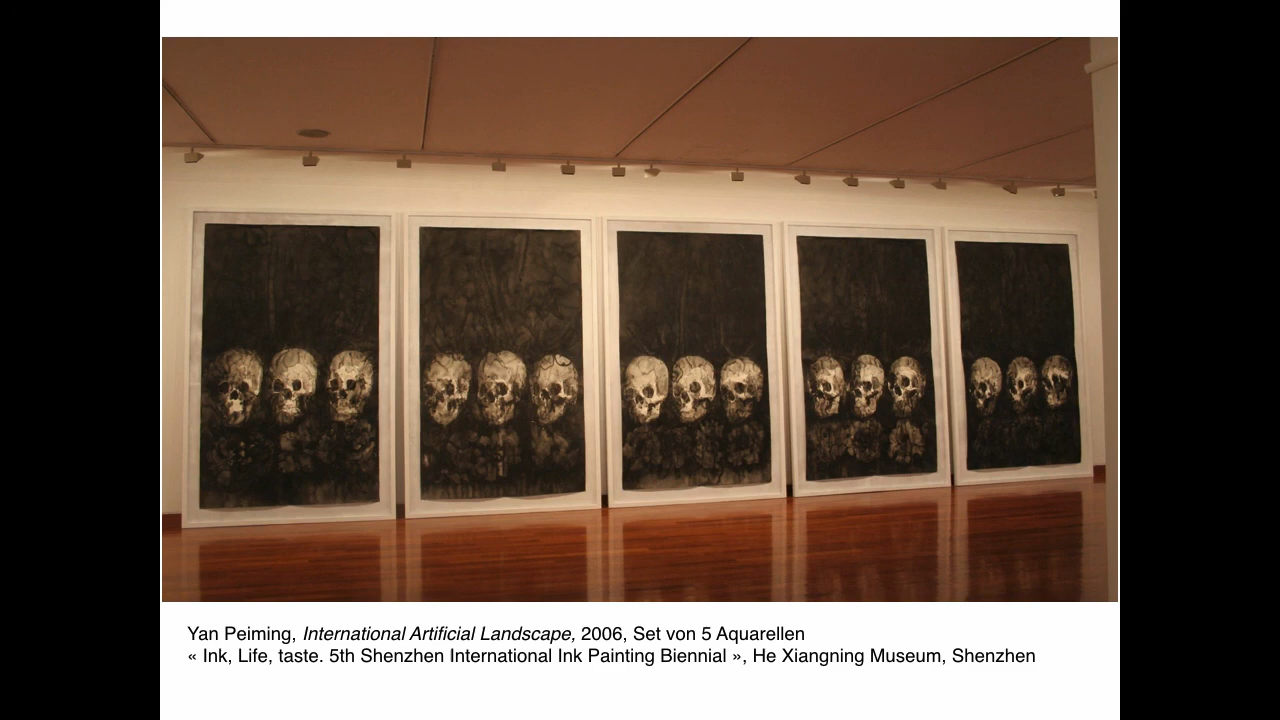 Yan Peiming, International Artificial Landscape, 2006, Set von 5 Aquarellen
« Ink, Life, taste. 5th Shenzhen International Ink Painting Biennial », He Xiangning Museum, Shenzhen